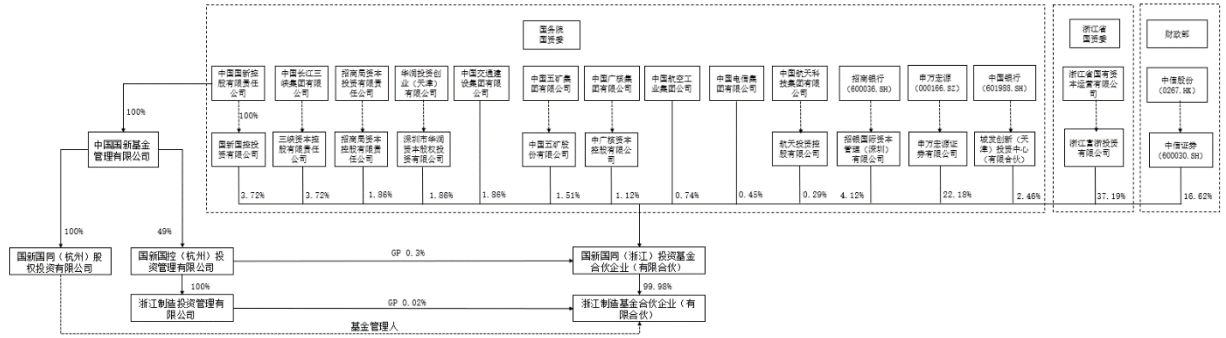 国务院
国资委
浙江省
国资委
财政部
中国国新控
股有限责任
公司
中国长江三
峡集团有限
公司
招商局资本
投资有限责
任公司
华润投资创
业（天津）
有限公司
中国交通建
设集团有限
公司
中国五矿集
团有限公司
中国广核集
团有限公司
中国航空工
业集团公司
中国电信集
团有限公司
中国航天科
技集团有限
公司
招商银行
(600036.SH)
申万宏源
(000166.SZ)
中国银行
(601988.SH)
浙江省国有资
本运营有限公
司
中信股份
(0267.HK)
100%
100%
中国国新基金
管理有限公司
国新国控投
资有限公司
三峡资本控
股有限责任
公司
招商局资本
控股有限责
任公司
深圳市华润
资本股权投
资有限公司
中国五矿股
份有限公司
中广核资本
控股有限公
司
航天投资控
股有限公司
招银国际资本
管理（深圳）有
限公司
申万宏源证
券有限公司
域发创新（天
津）投资中心
（有限合伙）
浙江富浙投资
有限公司
中信证券
(600030.SH)
3.72%
3.72%
1.86%
1.86%
1.86%
1.51%
1.12%
0.74%
0.45%
0.29%
4.12%
22.18%
2.46%
37.19%
16.62%
100%
49%
国新国同（杭州）股
权投资有限公司
国新国控（杭州）投
资管理有限公司
GP 0.3%
国新国同（浙江）投资基金
合伙企业（有限合伙）
100%
99.98%
浙江制造投资管理有
限公司
GP 0.02%
浙江制造基金合伙企业（有
限合伙）
基金管理人